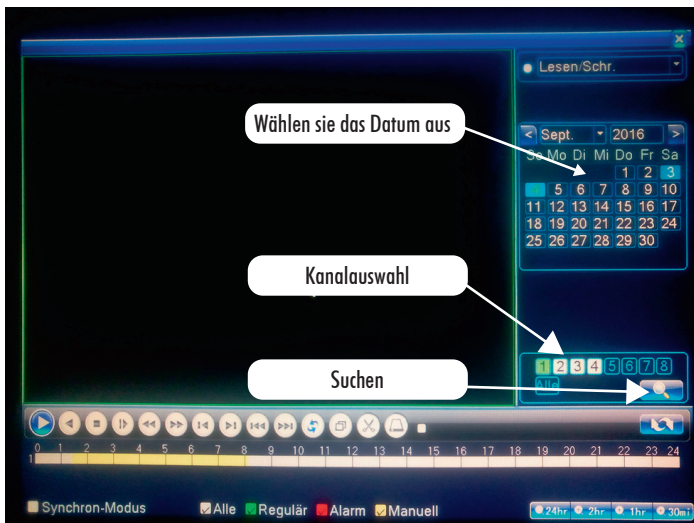 x
Lesen/Schr.
Wählen sie das Datum aus
< Sept. 2016 >
So Mo Di Mi Do Fr Sa
1 2 3
5 6 7 8 9 10
11 12 13 14 15 16 17
18 19 20 21 22 23 24
25 26 27 28 29 30
Kanalauswahl
1 2 3 4 5 6 7 8
Suchen
Alle
0 1 2 3 4 5 6 7 8 9 10 11 12 13 14 15 16 17 18 19 20 21 22 23 24
1
Synchron-Modus Alle Regulär Alarm Manuell
24hr 2hr 1hr 30mi